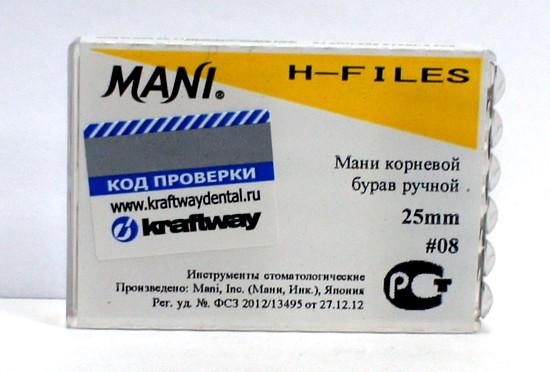 MANI®
H-FILES
КОД ПРОВЕРКИ
www.kraftwaydental.ru
kraftway
Мани корневой
бурав ручной
25mm
#08
Инструменты стоматологические
Произведено: Mani, Inc. (Мани, Инк.), Япония
Рег. уд. №. ФСЗ 2012/13495 от 27.12.12
РСТ